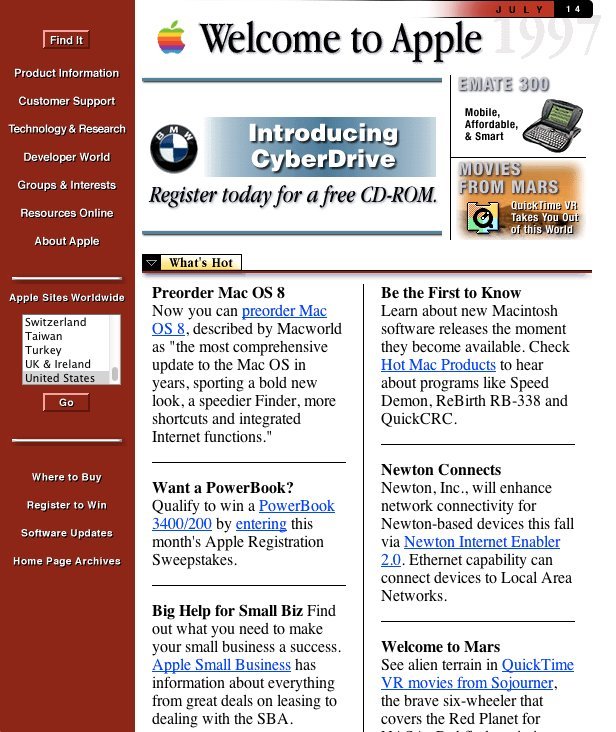 JULY 14
1997
Find It
Product Information
Customer Support
Technology & Research
Developer World
Groups & Interests
Resources Online
About Apple
Apple Sites Worldwide
Switzerland
Taiwan
Turkey
UK & Ireland
United States
Go
Where to Buy
Register to Win
Software Updates
Home Page Archives
Welcome to Apple
BMW
Introducing
CyberDrive
Register today for a free CD-ROM.
EMATE 300
Mobile,
Affordable,
& Smart
MOVIES
FROM MARS
QuickTime VR
Takes You Out
of this World
What's Hot
Preorder Mac OS 8
Now you can preorder Mac
OS 8, described by Macworld
as "the most comprehensive
update to the Mac OS in
years, sporting a bold new
look, a speedier Finder, more
shortcuts and integrated
Internet functions."
Want a PowerBook?
Qualify to win a PowerBook
3400/200 by entering this
month's Apple Registration
Sweepstakes.
Big Help for Small Biz Find
out what you need to make
your small business a success.
Apple Small Business has
information about everything
from great deals on leasing to
dealing with the SBA.
Be the First to Know
Learn about new Macintosh
software releases the moment
they become available. Check
Hot Mac Products to hear
about programs like Speed
Demon, ReBirth RB-338 and
QuickCRC.
Newton Connects
Newton, Inc., will enhance
network connectivity for
Newton-based devices this fall
via Newton Internet Enabler
2.0. Ethernet capability can
connect devices to Local Area
Networks.
Welcome to Mars
See alien terrain in QuickTime
VR movies from Sojourner,
the brave six-wheeler that
covers the Red Planet for